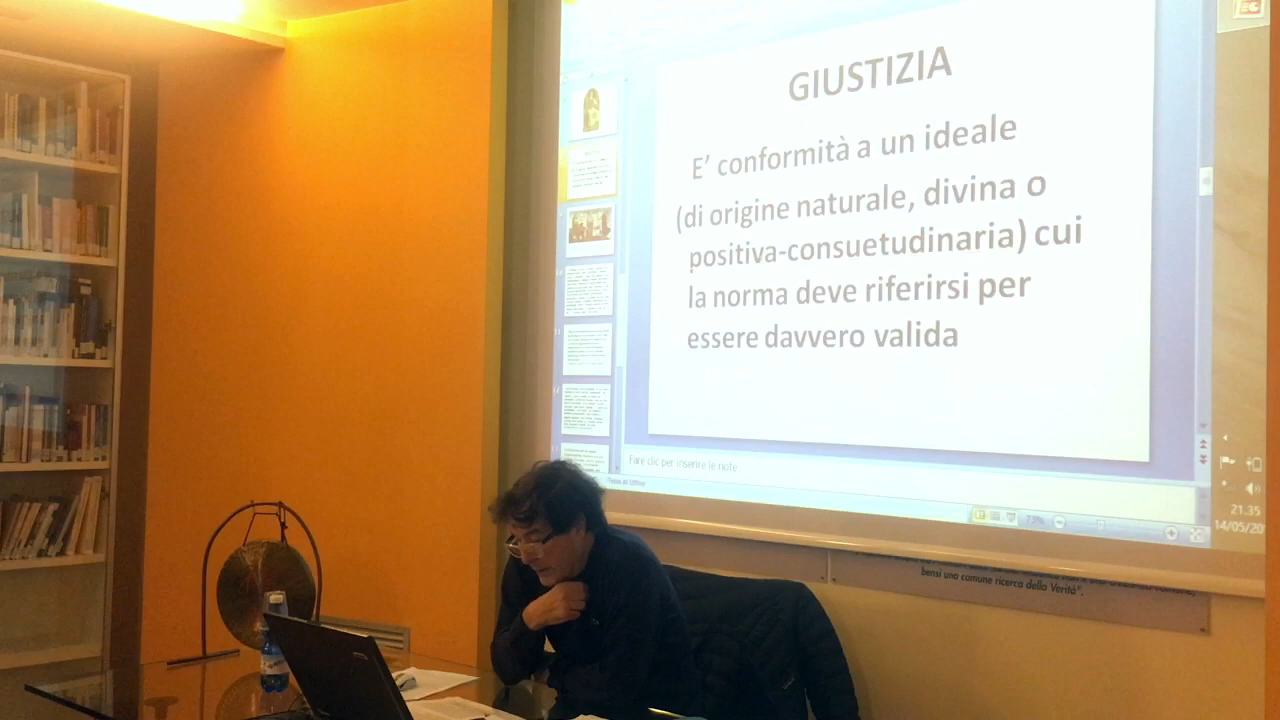 GIUSTIZIA
E' conformità a un ideale
(di origine naturale, divina o
positiva-consuetudinaria) cui
la norma deve riferirsi per
essere davvero valida
Fare clic per inserire le note
73%
21.35
14/05/20
bensì una comune ricerca della Verità".